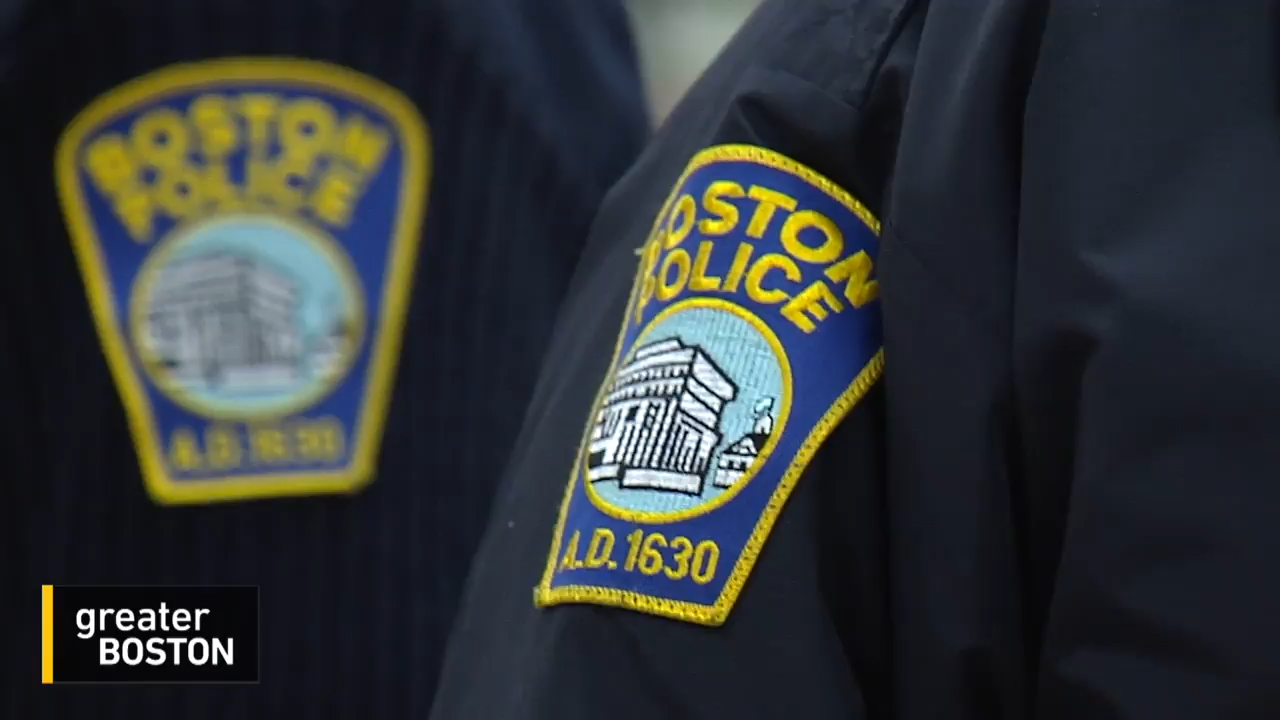 BOSTON
POLICE
A.D. 1630
BOSTON
POLICE
A.D. 1630
greater
BOSTON